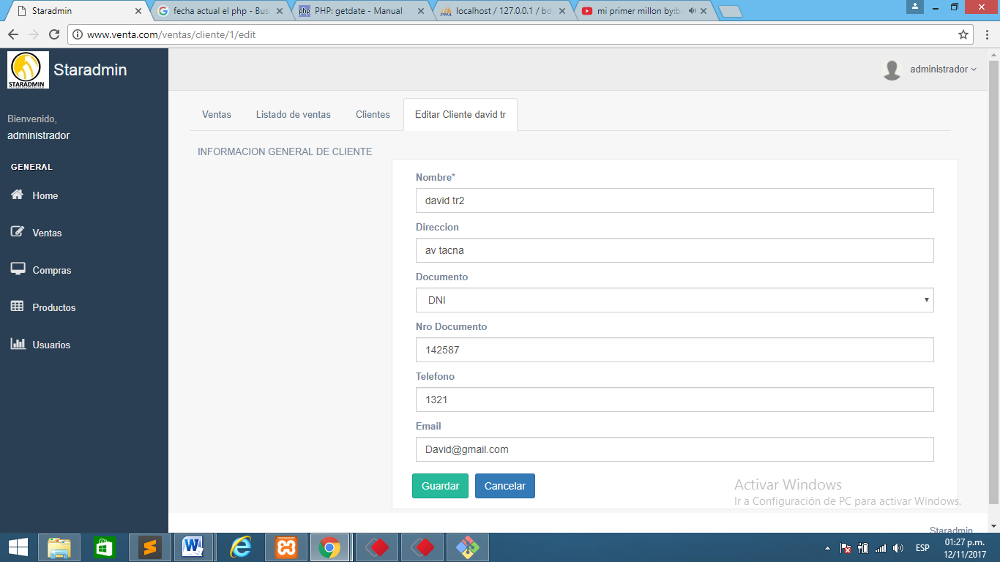 Staradmin
fecha actual el php - Bus
PHP: getdate - Manual
localhost / 127.0.0.1 / bd
mi primer millon by:b
www.venta.com/ventas/cliente/1/edit
STARADMIN
Staradmin
administrador
Bienvenido,
administrador
GENERAL
Home
Ventas
Compras
Productos
Usuarios
Ventas
Listado de ventas
Clientes
Editar Cliente david tr
INFORMACION GENERAL DE CLIENTE
Nombre*
david tr2
Direccion
av tacna
Documento
DNI
Nro Documento
142587
Telefono
1321
Email
David@gmail.com
Guardar
Cancelar
Activar Windows
Ir a Configuración de PC para activar Windows.
Staradmin
ESP
01:27 p.m.
12/11/2017